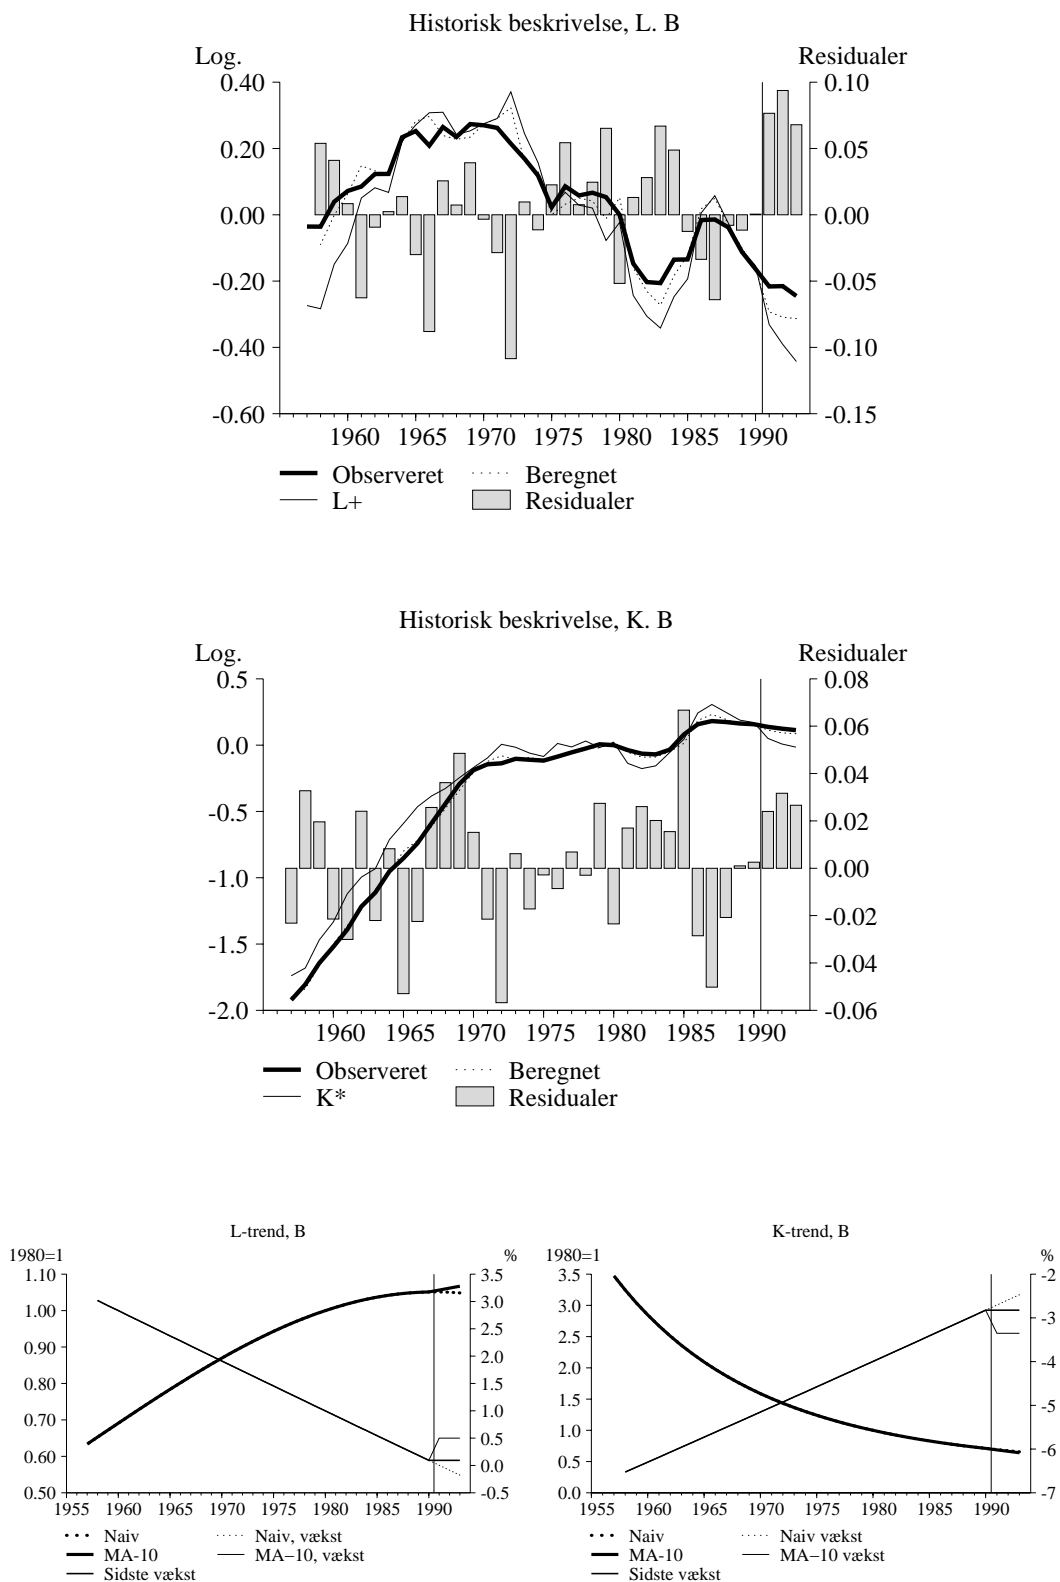 Historisk beskrivelse, L. B
Log. Residualer
0.40 0.10
0.20 0.05
0.00 0.00
-0.20 -0.05
-0.40 -0.10
-0.60 -0.15
1960 1965 1970 1975 1980 1985 1990
Observeret Beregnet
L+ Residualer
Historisk beskrivelse, K. B
Log. Residualer
0.5 0.08
0.06
0.0 0.04
-0.5 0.02
-1.0 0.00
-0.02
-1.5 -0.04
-2.0 -0.06
1960 1965 1970 1975 1980 1985 1990
Observeret Beregnet
K* Residualer
L-trend, B
1980=1 %
1.10 3.5
3.0
1.00 2.5
0.90 2.0
0.80 1.5
1.0
0.70 0.5
0.60 0.0
0.50 -0.5
1955 1960 1965 1970 1975 1980 1985 1990
Naiv Naiv, vækst
MA-10 MA−10, vækst
Sidste vækst
K-trend, B
1980=1 %
3.5 -2
3.0 -3
2.5
2.0 -4
1.5 -5
1.0
0.5 -6
0.0 -7
1955 1960 1965 1970 1975 1980 1985 1990
Naiv Naiv vækst
MA-10 MA−10 vækst
Sidste vækst